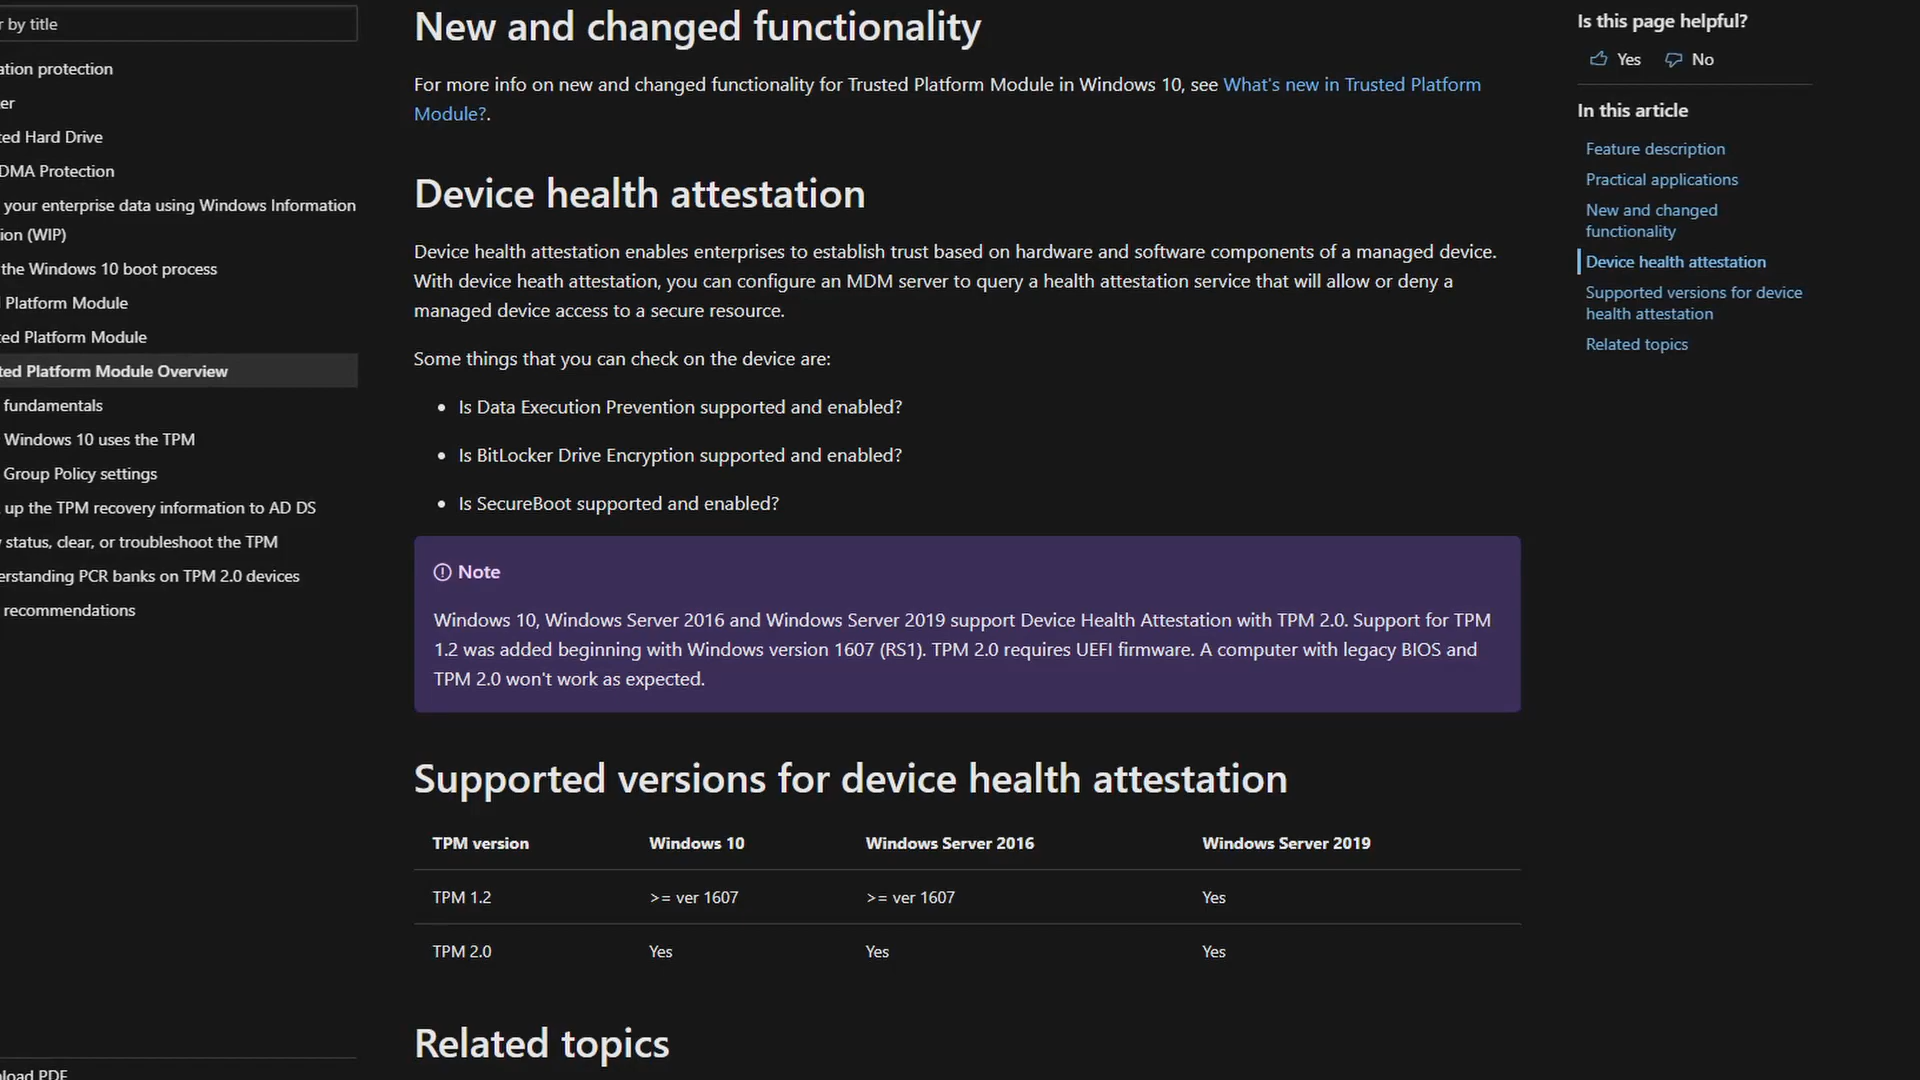 r by title
ation protection
er
ted Hard Drive
DMA Protection
your enterprise data using Windows Information
ion (WIP)
the Windows 10 boot process
l Platform Module
ted Platform Module
ted Platform Module Overview
fundamentals
Windows 10 uses the TPM
Group Policy settings
up the TPM recovery information to AD DS
status, clear, or troubleshoot the TPM
erstanding PCR banks on TPM 2.0 devices
recommendations
nload PDF
New and changed functionality
For more info on new and changed functionality for Trusted Platform Module in Windows 10, see What's new in Trusted Platform
Module?.
Device health attestation
Device health attestation enables enterprises to establish trust based on hardware and software components of a managed device.
With device heath attestation, you can configure an MDM server to query a health attestation service that will allow or deny a
managed device access to a secure resource.
Some things that you can check on the device are:
• Is Data Execution Prevention supported and enabled?
• Is BitLocker Drive Encryption supported and enabled?
• Is SecureBoot supported and enabled?
Note
Windows 10, Windows Server 2016 and Windows Server 2019 support Device Health Attestation with TPM 2.0. Support for TPM
1.2 was added beginning with Windows version 1607 (RS1). TPM 2.0 requires UEFI firmware. A computer with legacy BIOS and
TPM 2.0 won't work as expected.
Supported versions for device health attestation
TPM version Windows 10 Windows Server 2016 Windows Server 2019
TPM 1.2 >= ver 1607 >= ver 1607 Yes
TPM 2.0 Yes Yes Yes
Related topics
Is this page helpful?
Yes No
In this article
Feature description
Practical applications
New and changed
functionality
Device health attestation
Supported versions for device
health attestation
Related topics